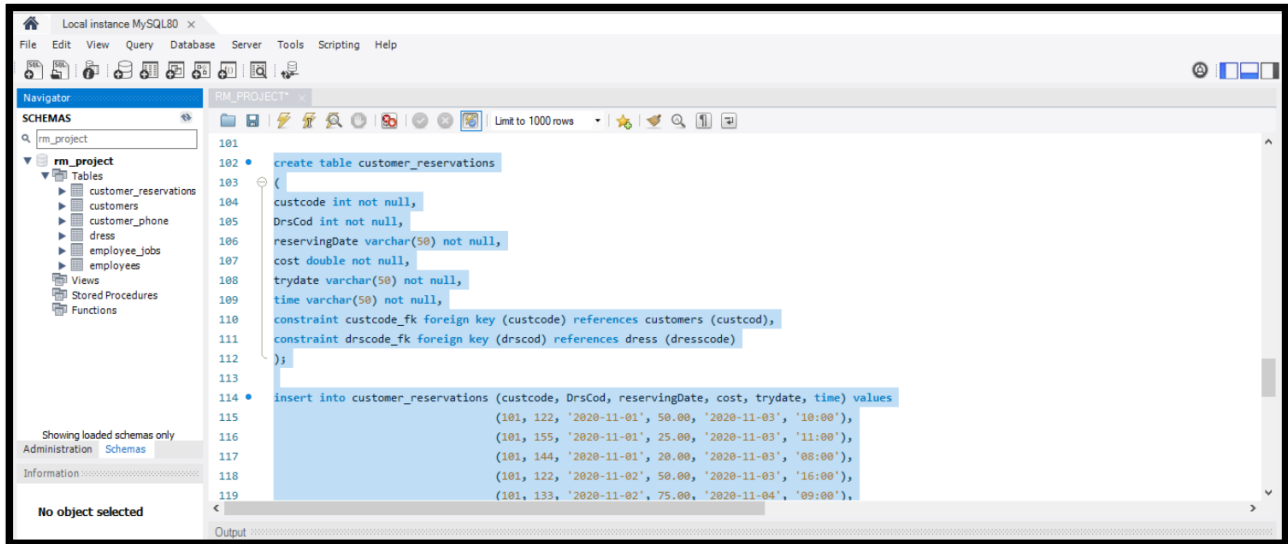 Local instance MySQL80 ×
File Edit View Query Database Server Tools Scripting Help
Navigator
RM_PROJECT* ×
SCHEMAS
Limit to 1000 rows
rm_project
101
rm_project
102 create table customer_reservations
Tables
103 (
customer_reservations
104 custcode int not null,
customers
customer_phone
105 DrsCod int not null,
dress
106 reservingDate varchar(50) not null,
employee_jobs
employees
107 cost double not null,
Views
108 trydate varchar(50) not null,
Stored Procedures
109 time varchar(50) not null,
Functions
110 constraint custcode_fk foreign key (custcode) references customers (custcod),
111 constraint drscode_fk foreign key (drscod) references dress (dresscode)
112 );
113
114 insert into customer_reservations (custcode, DrsCod, reservingDate, cost, trydate, time) values
115 (101, 122, '2020-11-01', 50.00, '2020-11-03', '10:00'),
Showing loaded schemas only
116 (101, 155, '2020-11-01', 25.00, '2020-11-03', '11:00'),
Administration Schemas
117 (101, 144, '2020-11-01', 20.00, '2020-11-03', '08:00'),
Information
118 (101, 122, '2020-11-02', 50.00, '2020-11-03', '16:00'),
119 (101, 133, '2020-11-02', 75.00, '2020-11-04', '09:00'),
No object selected
Output